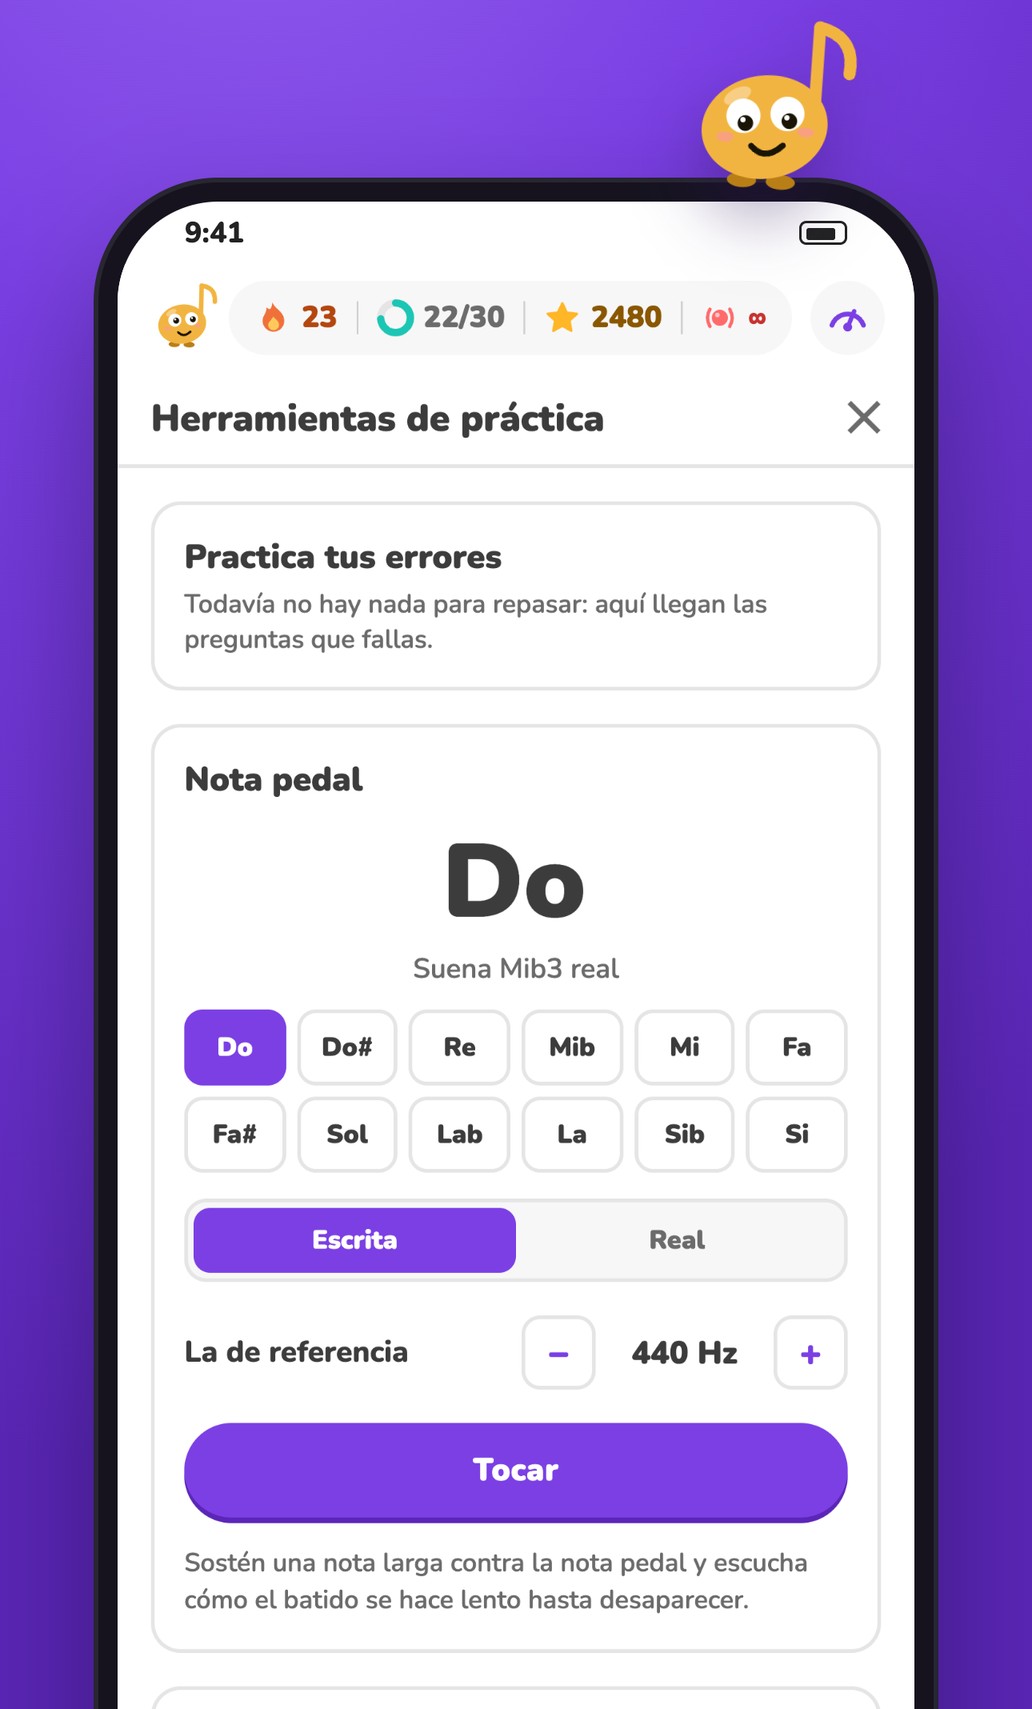 9:41
23
22/30
2480
∞
Herramientas de práctica
Practica tus errores
Todavía no hay nada para repasar: aquí llegan las
preguntas que fallas.
Nota pedal
Do
Suena Mib3 real
Do Do# Re Mib Mi Fa
Fa# Sol Lab La Sib Si
Escrita Real
La de referencia − 440 Hz +
Tocar
Sostén una nota larga contra la nota pedal y escucha
cómo el batido se hace lento hasta desaparecer.